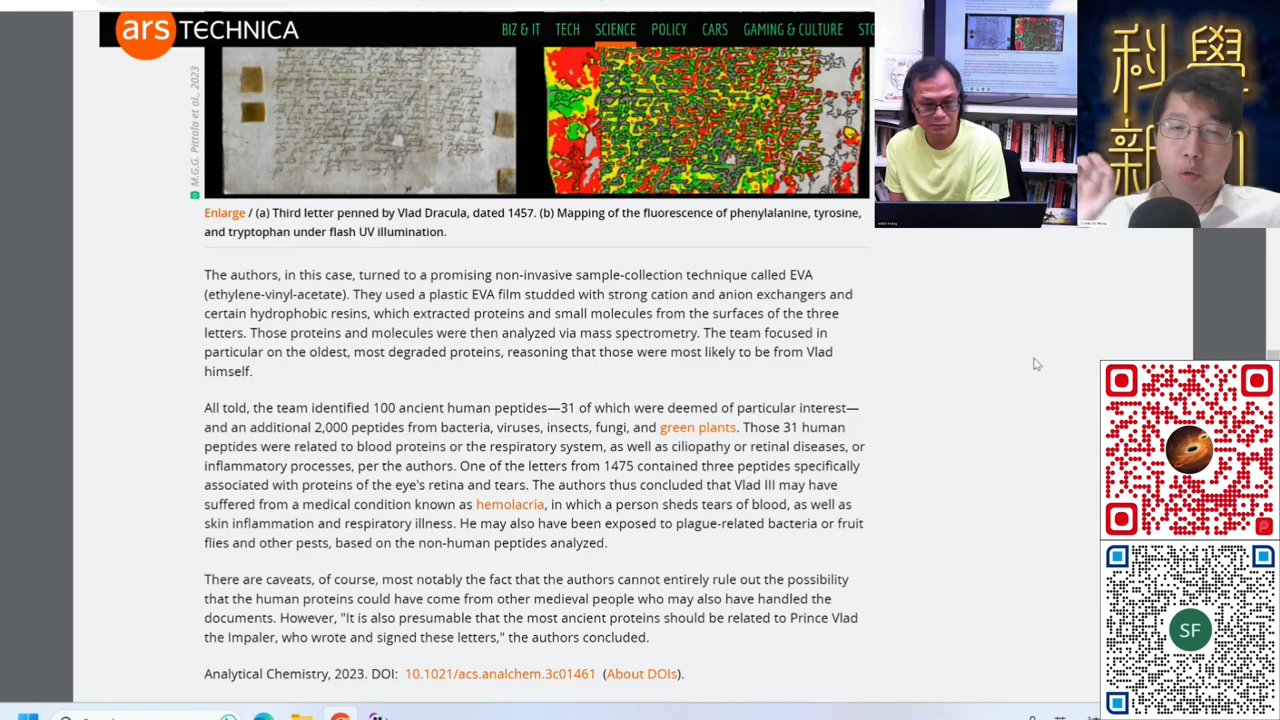 ars TECHNICA
BIZ & IT TECH SCIENCE POLICY CARS GAMING & CULTURE STO
M.G.G. Pittalà et al., 2023
Enlarge / (a) Third letter penned by Vlad Dracula, dated 1457. (b) Mapping of the fluorescence of phenylalanine, tyrosine,
and tryptophan under flash UV illumination.
The authors, in this case, turned to a promising non-invasive sample-collection technique called EVA
(ethylene-vinyl-acetate). They used a plastic EVA film studded with strong cation and anion exchangers and
certain hydrophobic resins, which extracted proteins and small molecules from the surfaces of the three
letters. Those proteins and molecules were then analyzed via mass spectrometry. The team focused in
particular on the oldest, most degraded proteins, reasoning that those were most likely to be from Vlad
himself.
All told, the team identified 100 ancient human peptides—31 of which were deemed of particular interest—
and an additional 2,000 peptides from bacteria, viruses, insects, fungi, and green plants. Those 31 human
peptides were related to blood proteins or the respiratory system, as well as ciliopathy or retinal diseases, or
inflammatory processes, per the authors. One of the letters from 1475 contained three peptides specifically
associated with proteins of the eye's retina and tears. The authors thus concluded that Vlad III may have
suffered from a medical condition known as hemolacria, in which a person sheds tears of blood, as well as
skin inflammation and respiratory illness. He may also have been exposed to plague-related bacteria or fruit
flies and other pests, based on the non-human peptides analyzed.
There are caveats, of course, most notably the fact that the authors cannot entirely rule out the possibility
that the human proteins could have come from other medieval people who may also have handled the
documents. However, "It is also presumable that the most ancient proteins should be related to Prince Vlad
the Impaler, who wrote and signed these letters," the authors concluded.
Analytical Chemistry, 2023. DOI: 10.1021/acs.analchem.3c01461 (About DOIs).
科學
新
SF